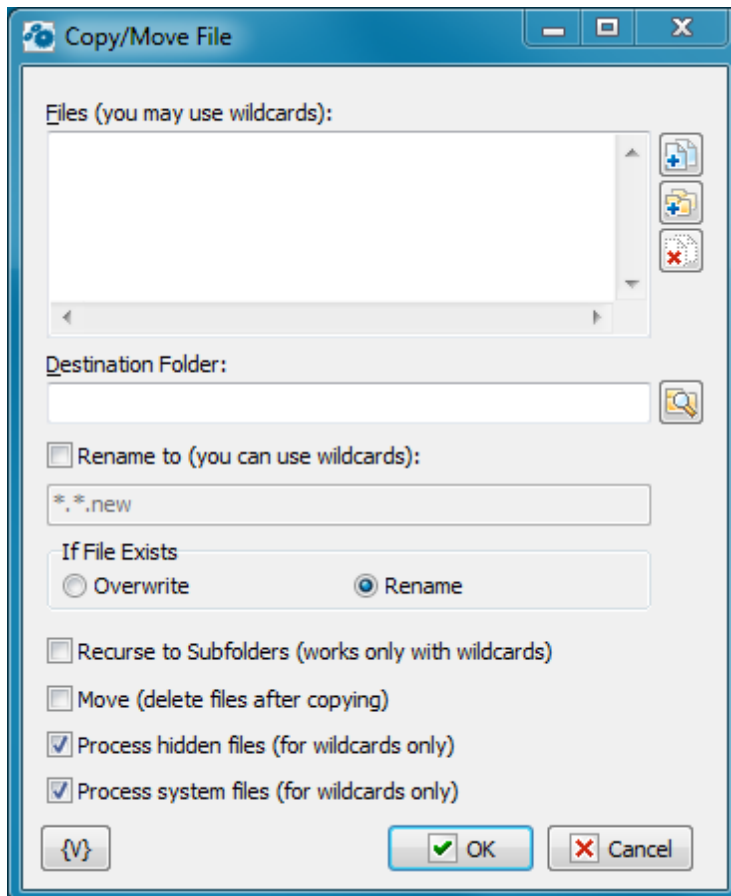 Copy/Move File
Files (you may use wildcards):
Destination Folder:
Rename to (you can use wildcards):
*.*.new
If File Exists
Overwrite Rename
Recurse to Subfolders (works only with wildcards)
Move (delete files after copying)
Process hidden files (for wildcards only)
Process system files (for wildcards only)
{V} OK Cancel